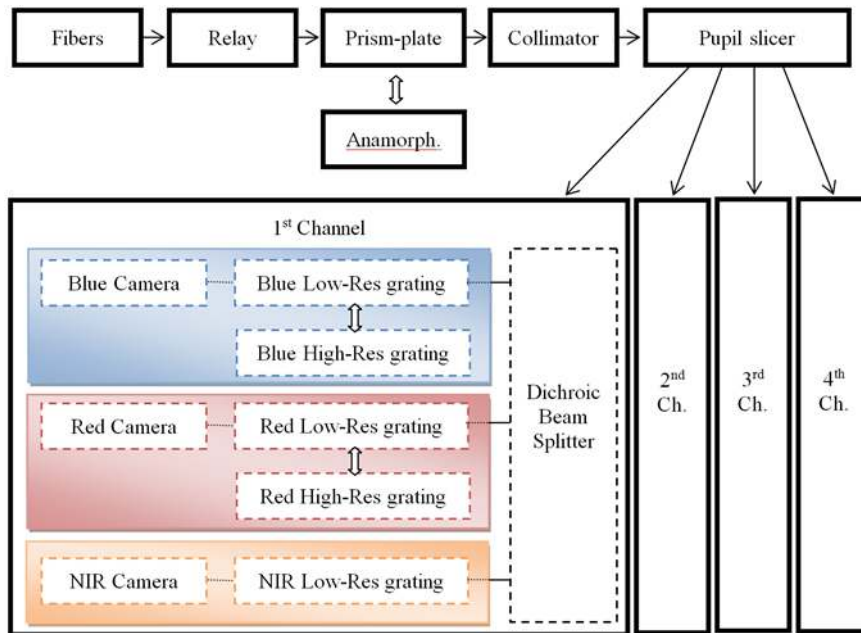 Fibers
Relay
Prism-plate
Collimator
Pupil slicer
Anamorph.
1st Channel
Blue Camera
Blue Low-Res grating
Blue High-Res grating
Red Camera
Red Low-Res grating
Red High-Res grating
NIR Camera
NIR Low-Res grating
Dichroic
Beam
Splitter
2nd
Ch.
3rd
Ch.
4th
Ch.